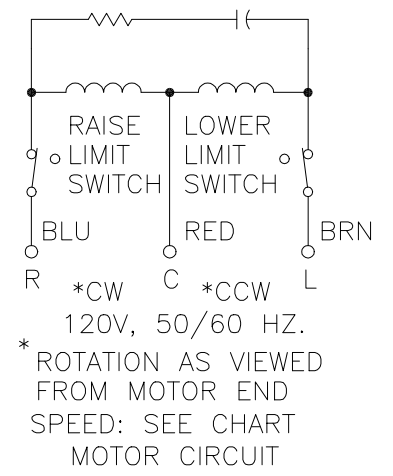 RAISE LOWER
LIMIT LIMIT
SWITCH SWITCH
BLU RED BRN
R C L
*CW *CCW
120V, 50/60 HZ.
* ROTATION AS VIEWED
FROM MOTOR END
SPEED: SEE CHART
MOTOR CIRCUIT